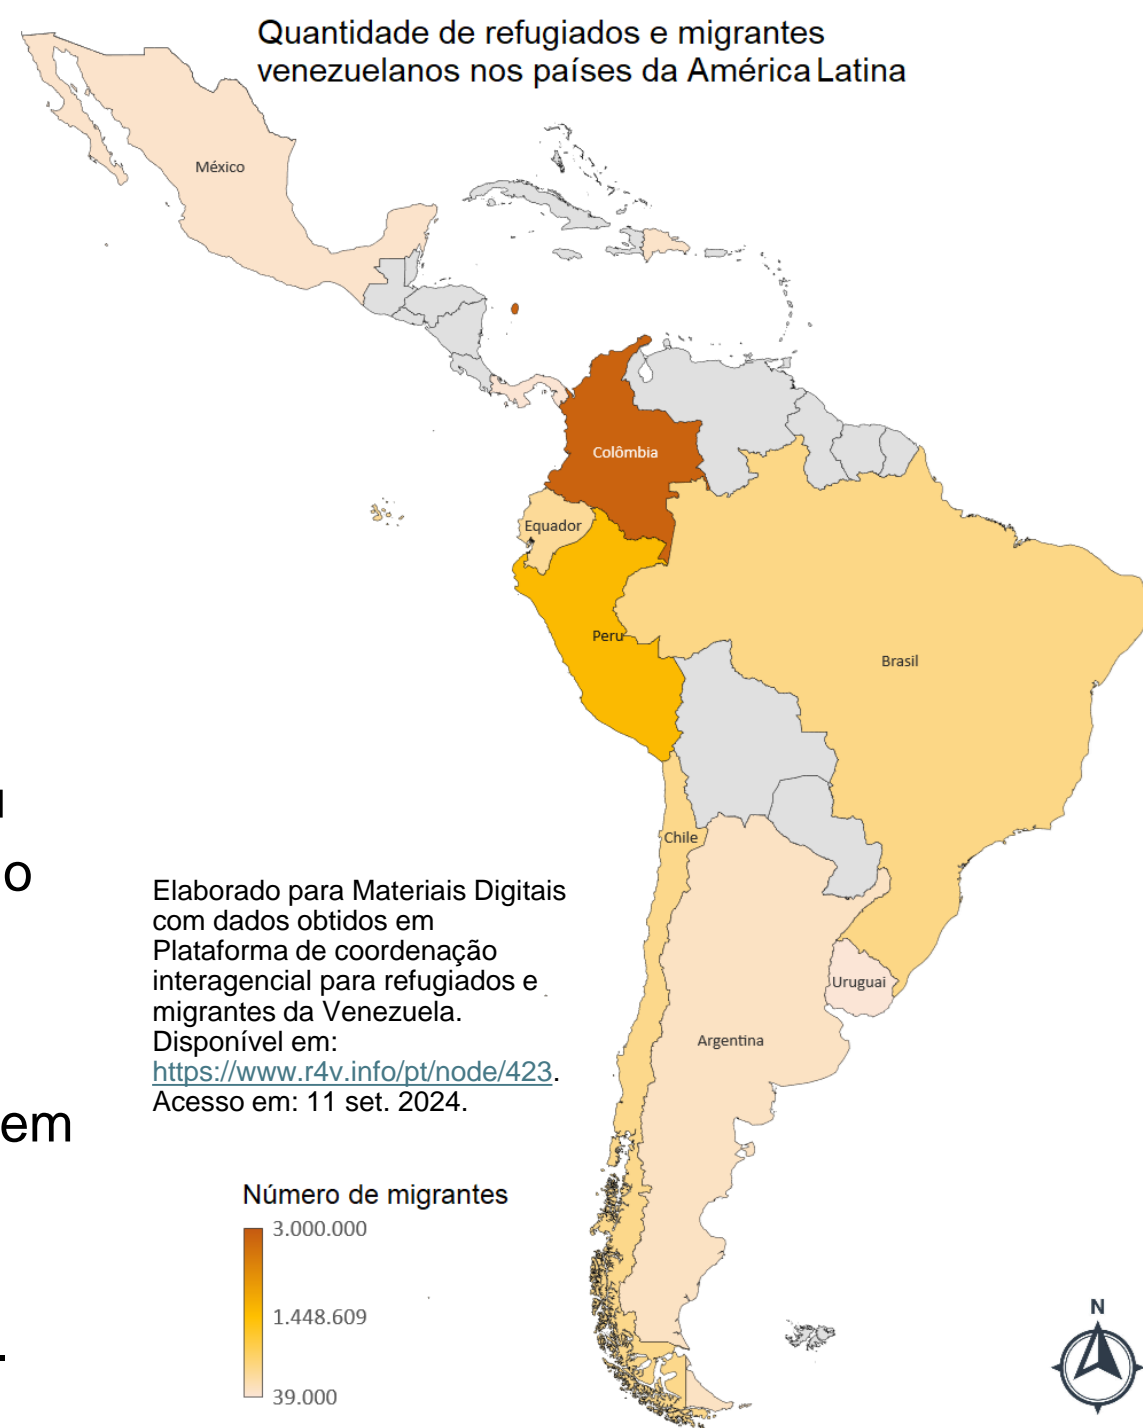 Quantidade de refugiados e migrantes
venezuelanos nos países da América Latina
México
Colômbia
Equador
Peru
Brasil
Chile
Uruguai
Argentina
o
em
.
Elaborado para Materiais Digitais
com dados obtidos em
Plataforma de coordenação
interagencial para refugiados e
migrantes da Venezuela.
Disponível em:
https://www.r4v.info/pt/node/423.
Acesso em: 11 set. 2024.
Número de migrantes
3.000.000
1.448.609
39.000
N